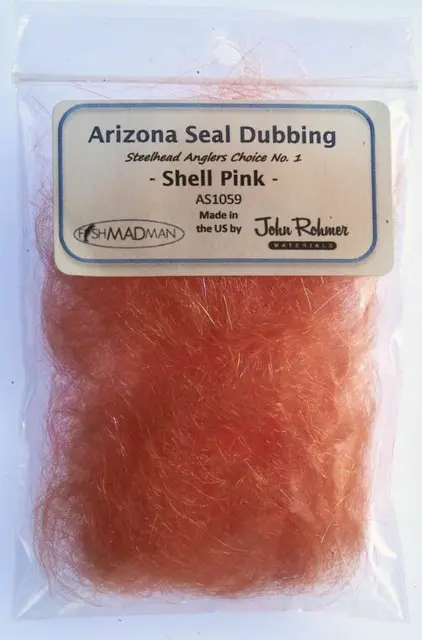 Arizona Seal Dubbing
Steelhead Anglers Choice No. 1
- Shell Pink -
AS1059
Made in
the US by
FISHMADMAN
John Rohmer
MATERIALS